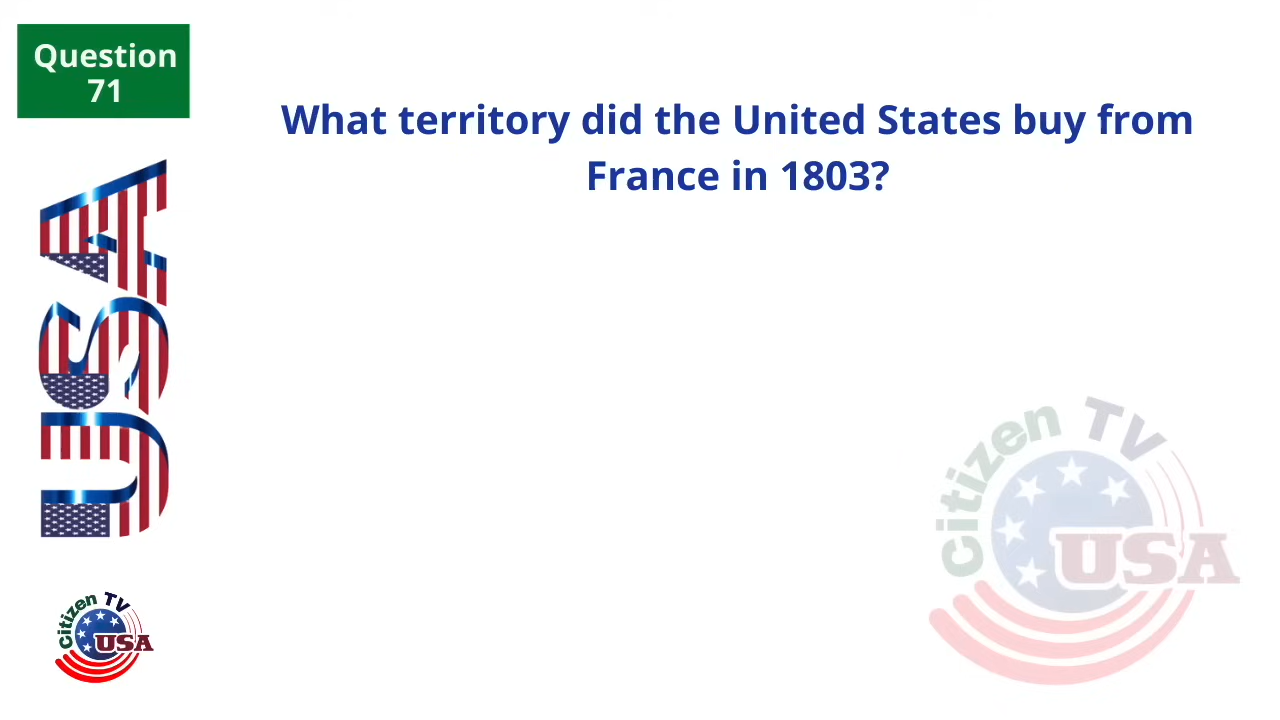 Question
71
What territory did the United States buy from
France in 1803?
USA
Citizen TV
USA
Citizen TV
USA